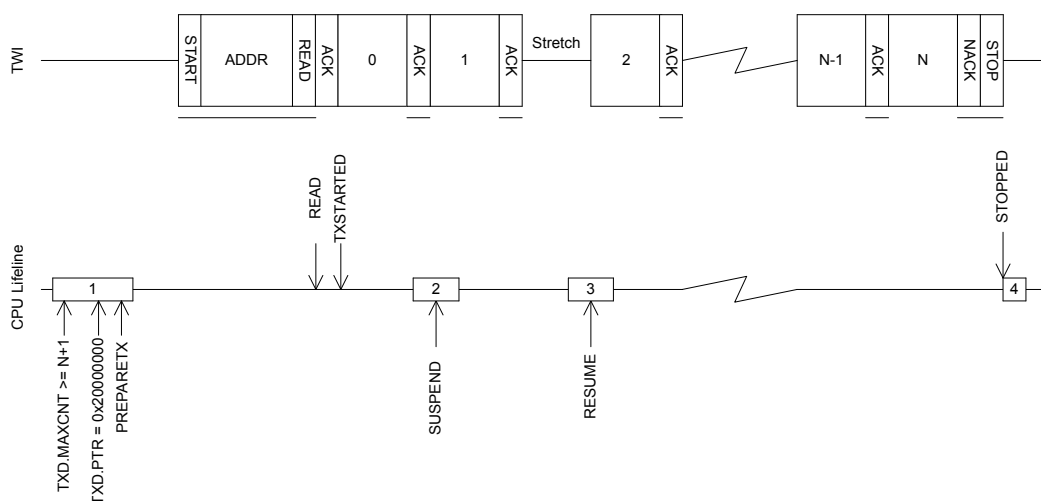 TWI
START
ADDR
READ
ACK
0
ACK
1
ACK
Stretch
2
ACK
N-1
ACK
N
NACK
STOP
READ
TXSTARTED
STOPPED
CPU Lifeline
1
2
3
4
TXD.MAXCNT >= N+1
TXD.PTR = 0x20000000
PREPARETX
SUSPEND
RESUME